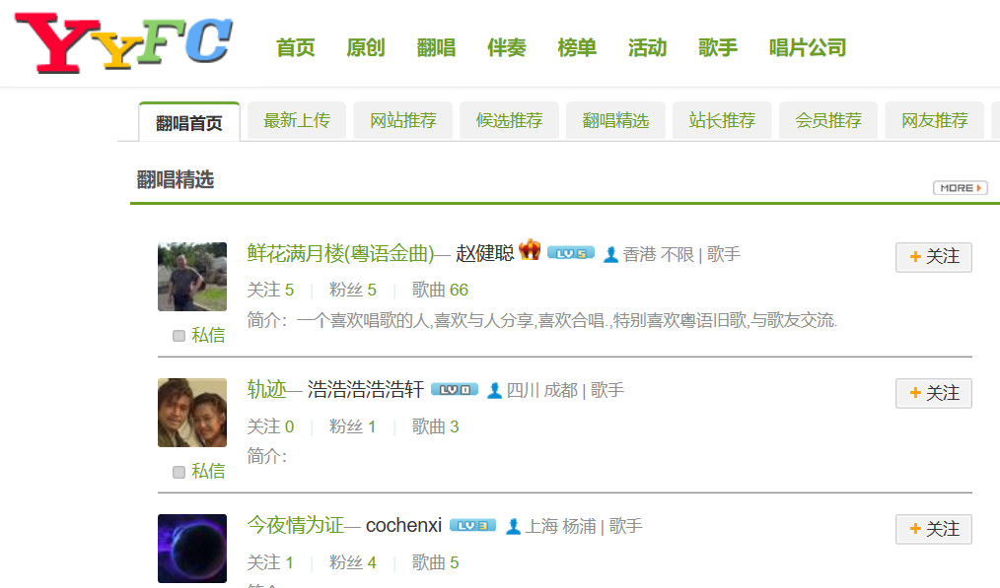 YyFC 首页 原创 翻唱 伴奏 榜单 活动 歌手 唱片公司
翻唱首页 最新上传 网站推荐 候选推荐 翻唱精选 站长推荐 会员推荐 网友推荐
翻唱精选
MORE
鲜花满月楼(粤语金曲)— 赵健聪 LV 5 香港 不限 | 歌手 + 关注
关注 5 | 粉丝 5 | 歌曲 66
简介：一个喜欢唱歌的人,喜欢与人分享,喜欢合唱.,特别喜欢粤语旧歌,与歌友交流.
私信
轨迹— 浩浩浩浩浩轩 LV 0 四川 成都 | 歌手 + 关注
关注 0 | 粉丝 1 | 歌曲 3
简介：
私信
今夜情为证— cochenxi LV 3 上海 杨浦 | 歌手 + 关注
关注 1 | 粉丝 4 | 歌曲 5